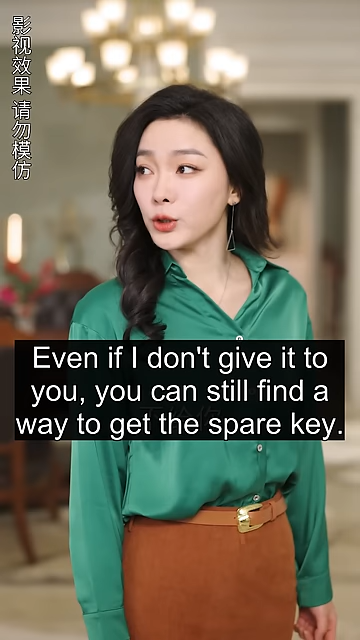 影视效果 请勿模仿
Even if I don't give it to
you, you can still find a
way to get the spare key.